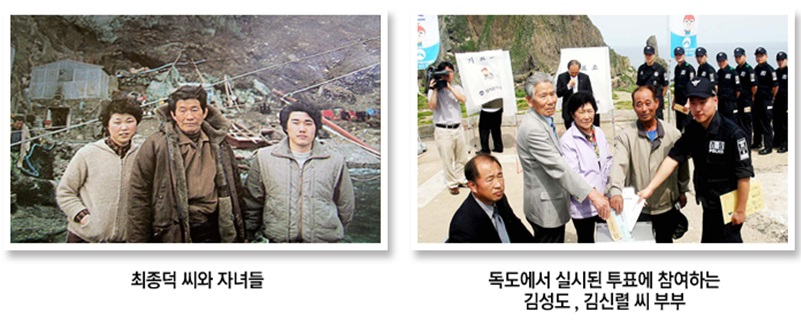 POLICE
최종덕 씨와 자녀들
독도에서 실시된 투표에 참여하는
김성도 , 김신렬 씨 부부